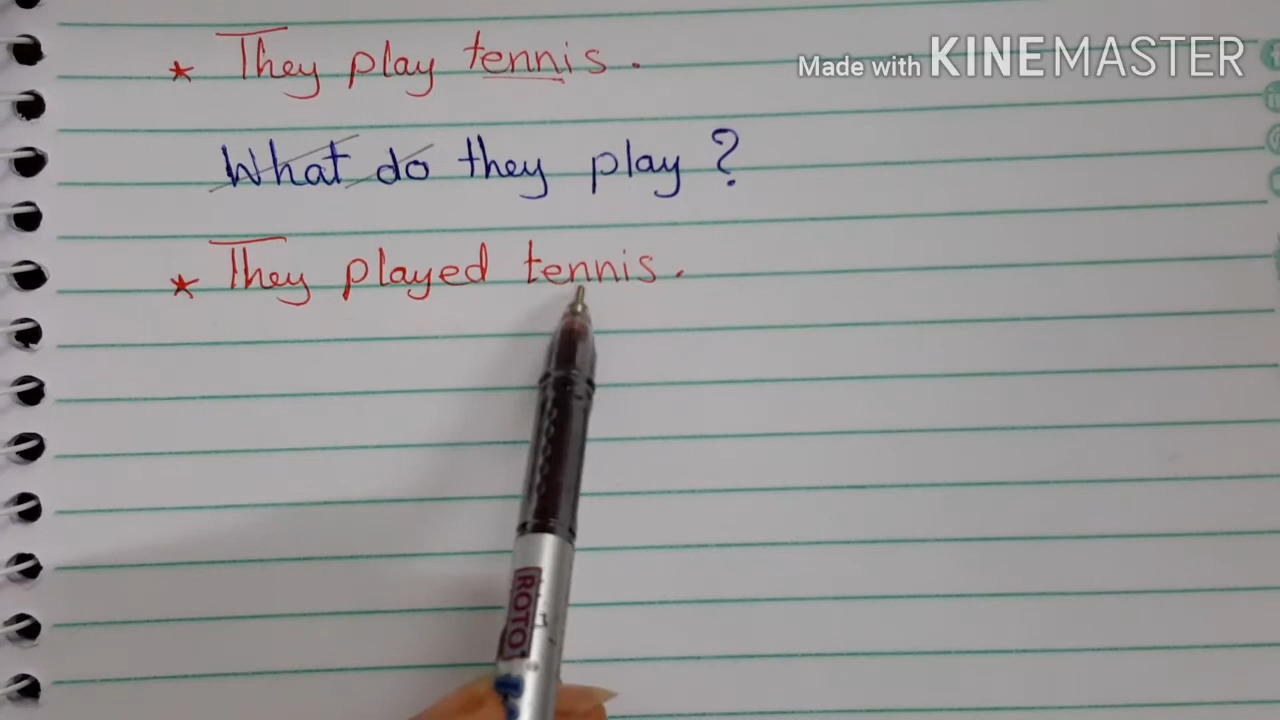 * They play tennis.
Made with KINEMASTER
What do they play ?
* They played tennis.
ROTO